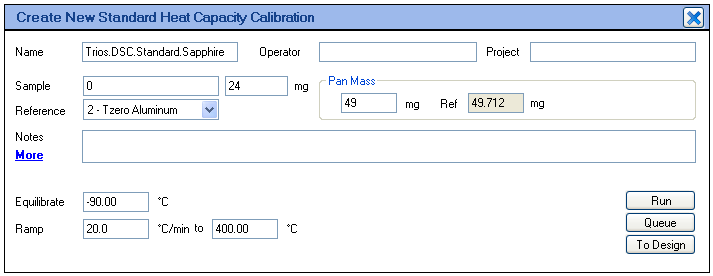 Create New Standard Heat Capacity Calibration
Name Trios.DSC.Standard.Sapphire Operator Project
Pan Mass
Sample 0 24 mg
49 mg Ref 49.712 mg
Reference 2 - Tzero Aluminum
Notes
More
Equilibrate -90.00 °C
Run
Ramp 20.0 °C/min to 400.00 °C
Queue
To Design